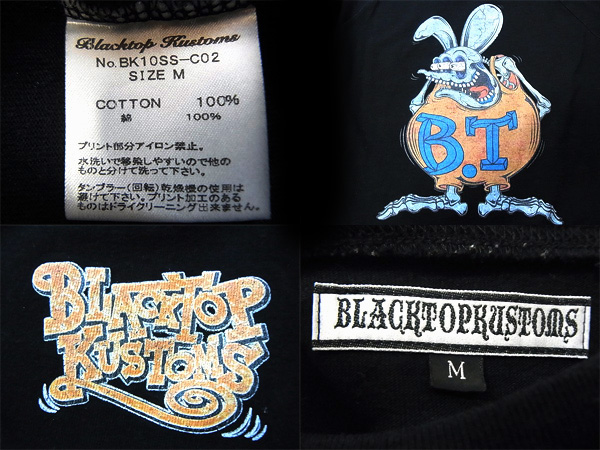 Blacktop Kustoms
No.BK10SS-C02
SIZE M
COTTON 100%
綿 100%
プリント部分アイロン禁止。
水洗いで移染しやすいので他の
ものと分けて洗って下さい。
タンブラー(回転)乾燥機の使用は
避けて下さい。プリント加工のある
ものはドライクリーニング出来ません。
B.T
BLACKTOP
KUSTOMS
BLACKTOPKUSTOMS
M